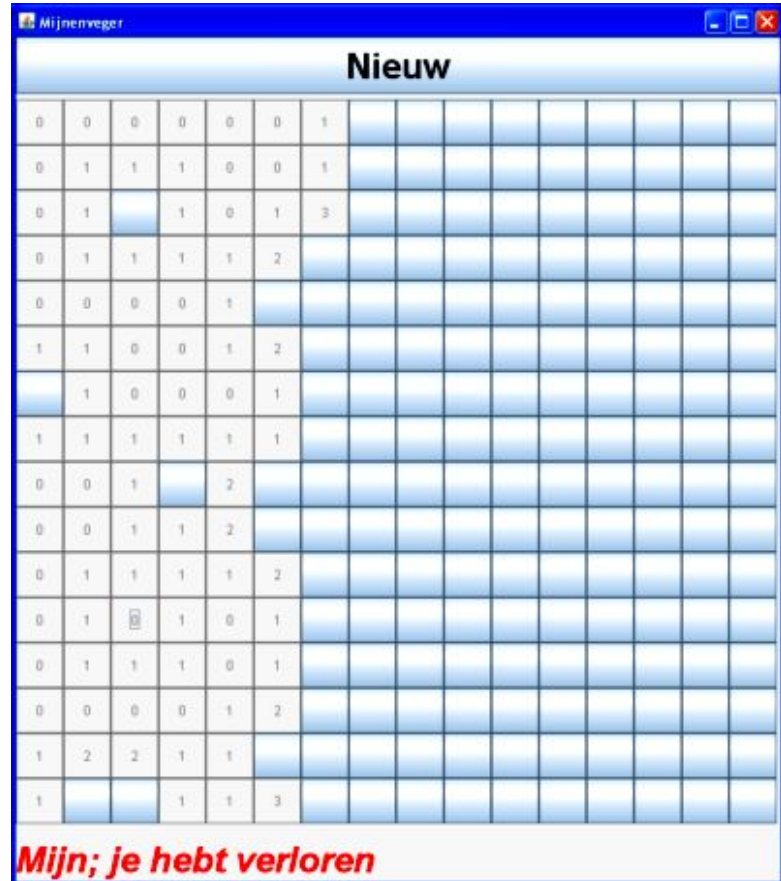 Mijnenveger
Nieuw
0 0 0 0 0 0 1
0 1 1 1 0 0 1
0 1 1 0 1 3
0 1 1 1 1 2
0 0 0 0 1
1 1 0 0 1 2
1 0 0 0 1
1 1 1 1 1 1
0 0 1 2
0 0 1 1 2
0 1 1 1 1 2
0 1 0 1 0 1
0 1 1 1 0 1
0 0 0 0 1 2
1 2 2 1 1
1 1 1 3
Mijn; je hebt verloren